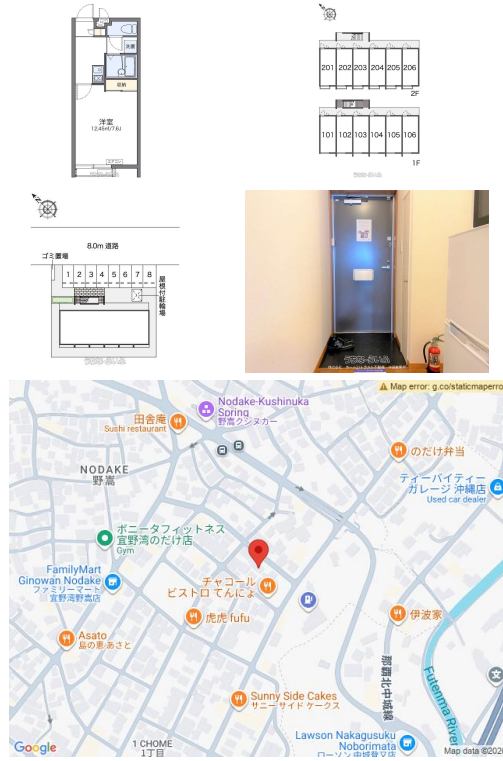 洗面
収納
洋室
12.45㎡/7.6J
エアコン
201 202 203 204 205 206
2F
101 102 103 104 105 106
1F
8.0m 道路
ゴミ置場
1 2 3 4 5 6 7 8
屋根付駐輪場
Map error: g.co/staticmaperro
Nodake-Kushinuka
Spring
野嵩クシヌカー
田舎庵
Sushi restaurant
のだけ弁当
NODAKE
野嵩
ティーバイティー
ガレージ 沖縄店
Used car dealer
ボニータフィットネス
宜野湾のだけ店
Gym
FamilyMart
Ginowan Nodake
ファミリーマート
宜野湾野嵩店
チャコール
ビストロ てんにょ
虎虎 fufu
伊波家
Asato
島の恵 あさと
那覇北中城線
Futenma River
Sunny Side Cakes
サニー サイド ケークス
Lawson Nakagusuku
Noborimata
ローソン 中城登又店
1 CHOME
1丁目
Google
Map data ©2026